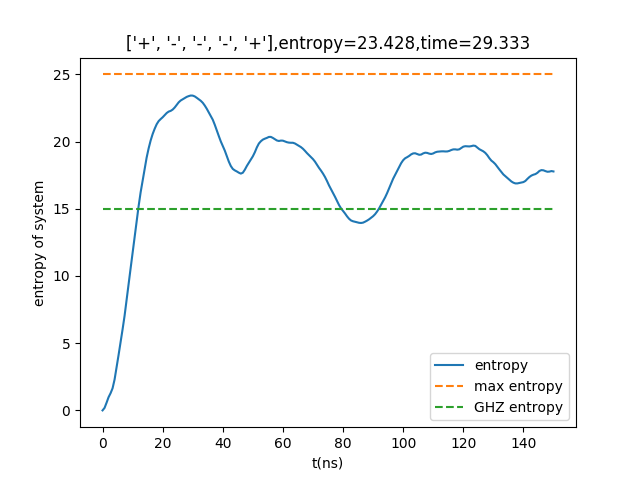 ['+', '-', '-', '-', '+'],entropy=23.428,time=29.333
25
20
15
10
5
0
entropy of system
entropy
max entropy
GHZ entropy
0 20 40 60 80 100 120 140
t(ns)